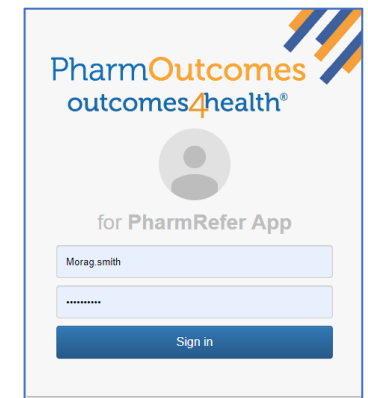 PharmOutcomes
outcomes4health®
for PharmRefer App
Morag.smith
••••••••••
Sign in